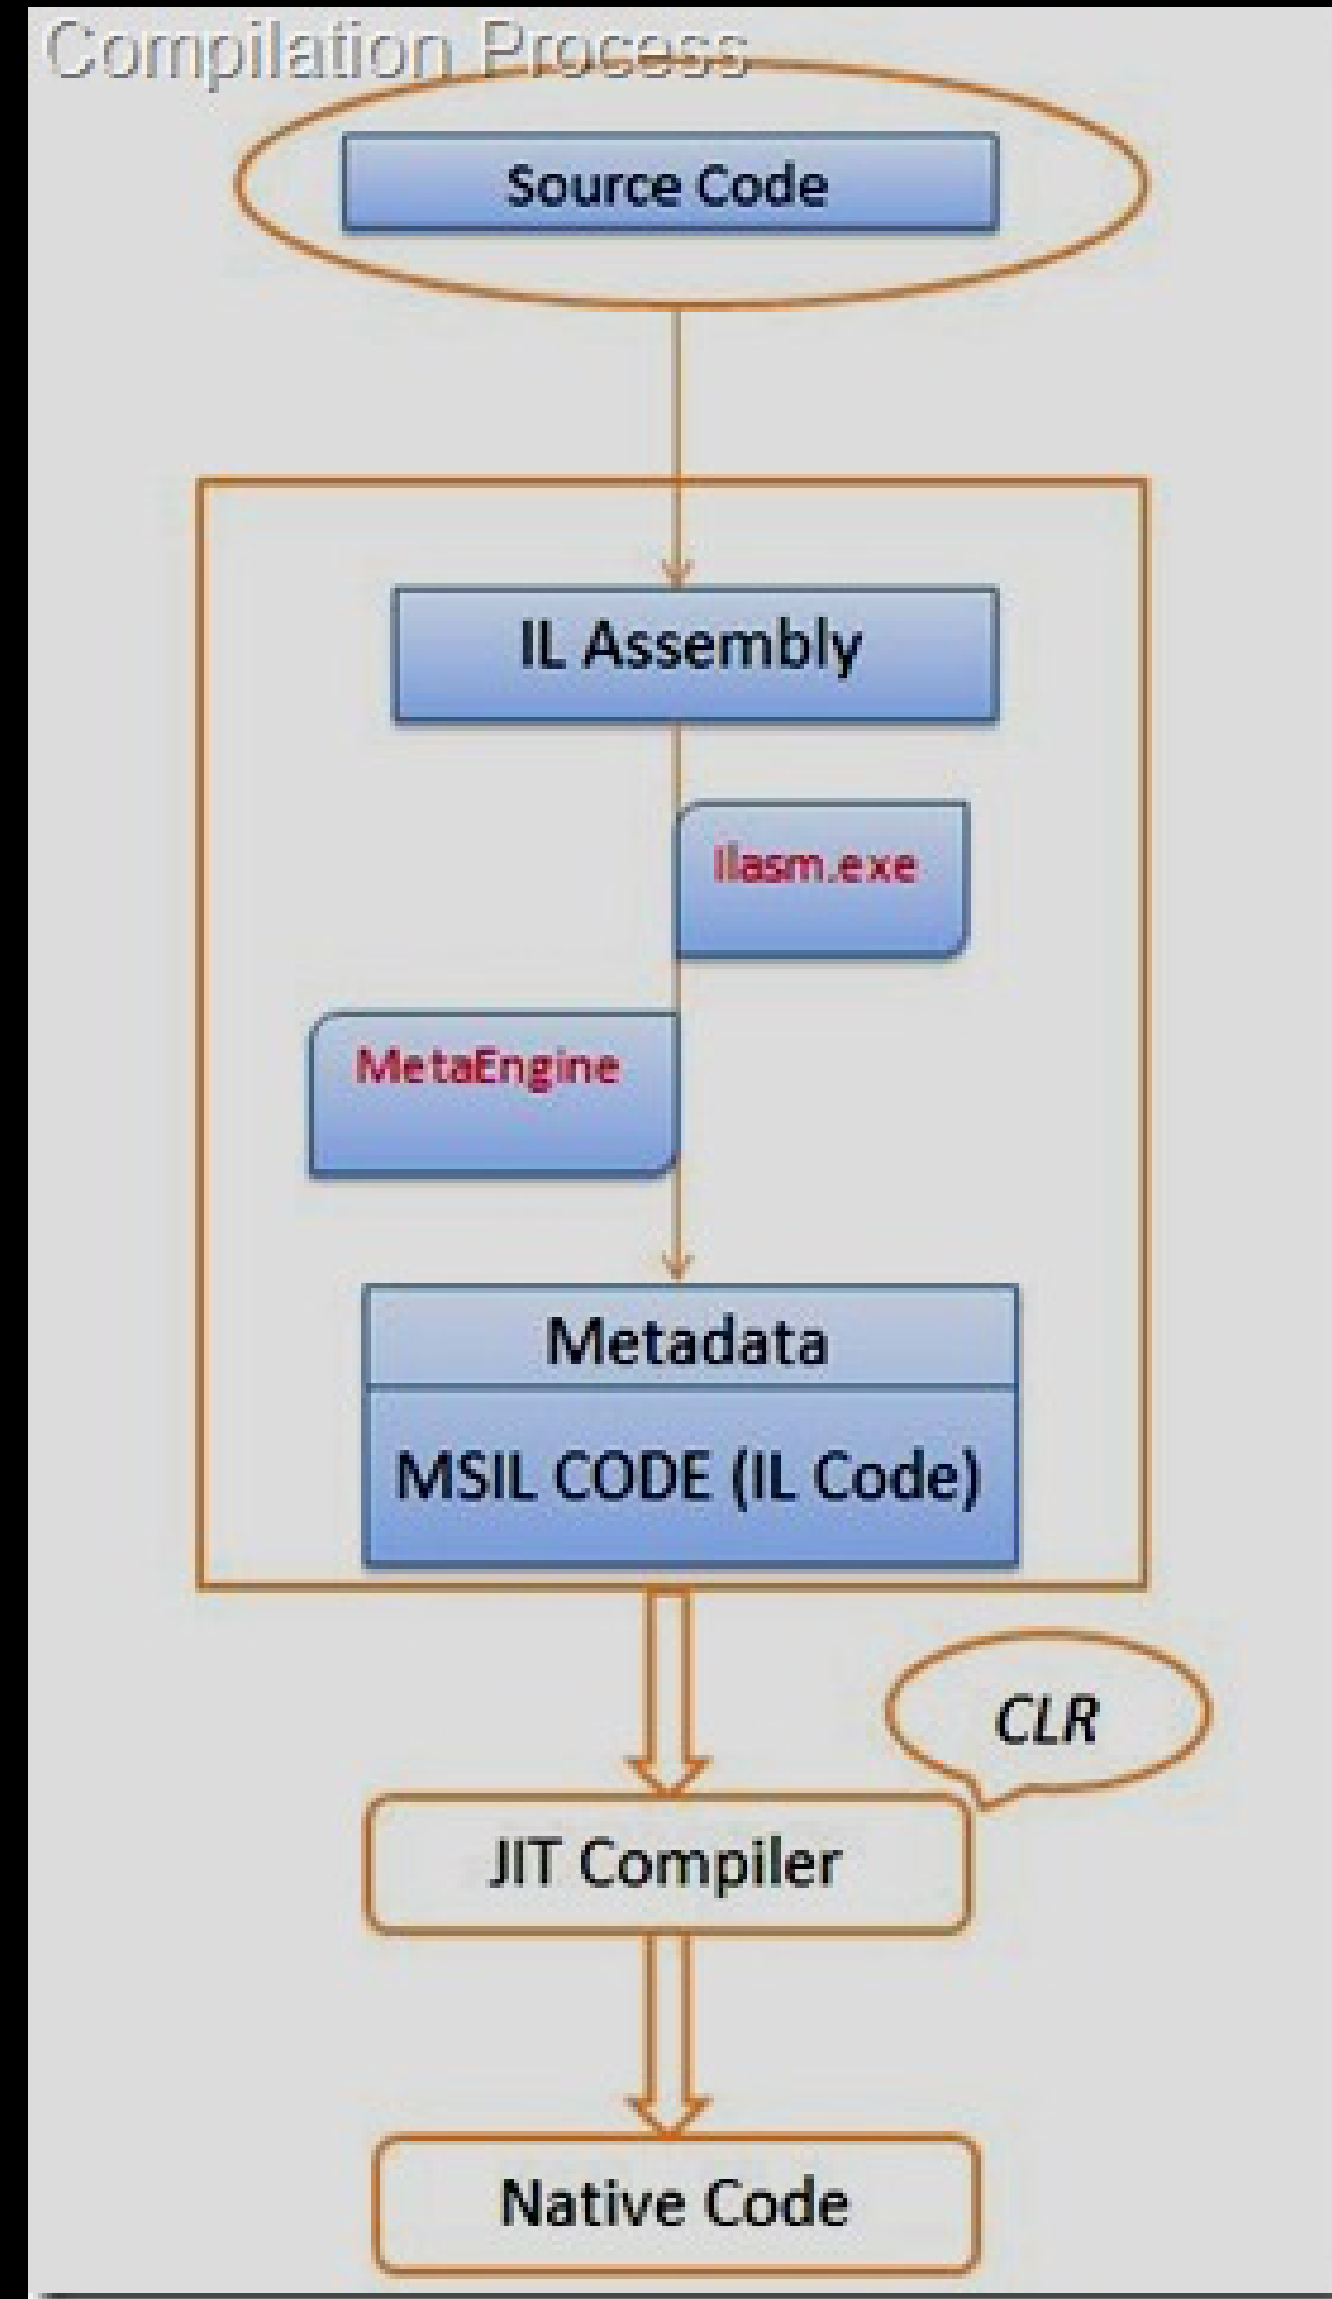 Compilation Process
Source Code
IL Assembly
Ilasm.exe
MetaEngine
Metadata
MSIL CODE (IL Code)
CLR
JIT Compiler
Native Code